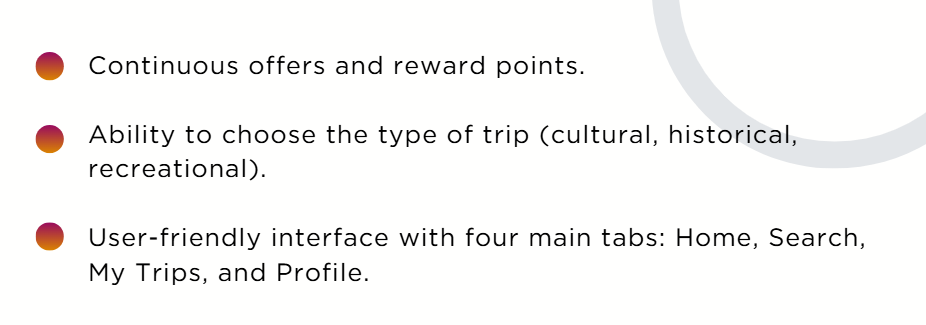 Continuous offers and reward points.
Ability to choose the type of trip (cultural, historical,
recreational).
User-friendly interface with four main tabs: Home, Search,
My Trips, and Profile.